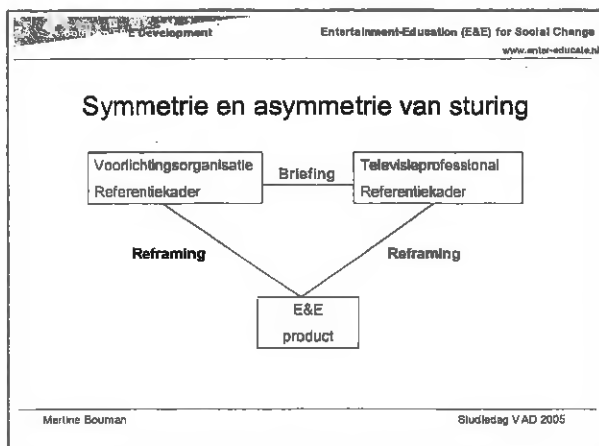 E Development
Entertainment-Education (E&E) for Social Change
www.enter-educate.nl
Symmetrie en asymmetrie van sturing
Voorlichtingsorganisatie
Referentiekader
Briefing
Televisieprofessional
Referentiekader
Reframing
Reframing
E&E
product
Martine Bouman
Studiedag VAD 2005